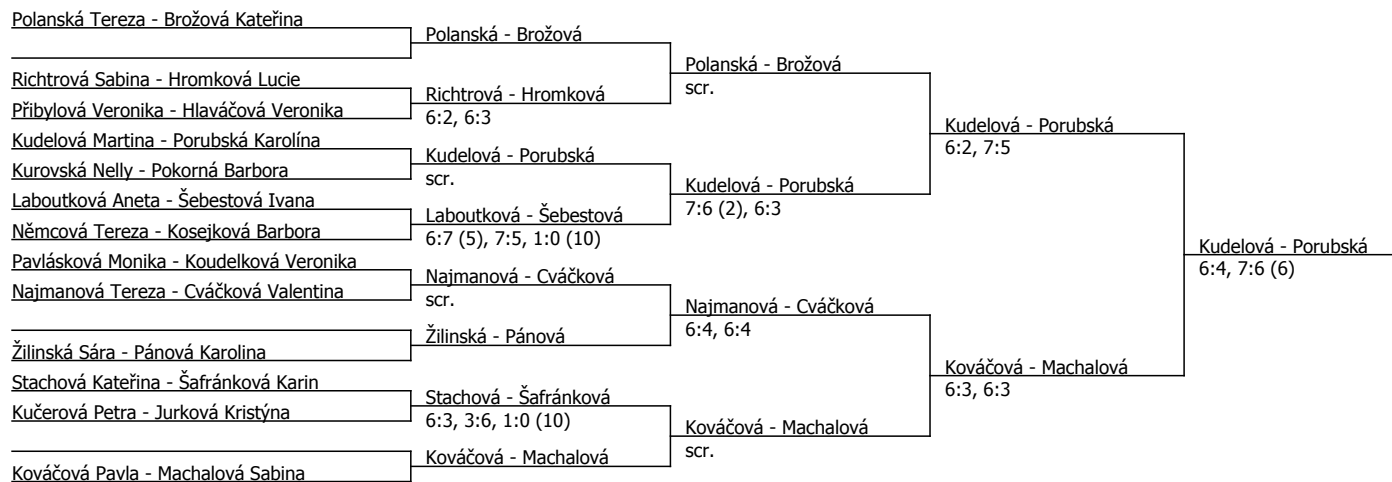 Polanská Tereza - Brožová Kateřina
Polanská - Brožová
Polanská - Brožová
scr.
Richtrová Sabina - Hromková Lucie
Richtrová - Hromková
6:2, 6:3
Přibylová Veronika - Hlaváčová Veronika
Kudelová - Porubská
6:2, 7:5
Kudelová Martina - Porubská Karolína
Kudelová - Porubská
scr.
Kurovská Nelly - Pokorná Barbora
Kudelová - Porubská
7:6 (2), 6:3
Laboutková Aneta - Šebestová Ivana
Laboutková - Šebestová
6:7 (5), 7:5, 1:0 (10)
Němcová Tereza - Kosejková Barbora
Kudelová - Porubská
6:4, 7:6 (6)
Pavlásková Monika - Koudelková Veronika
Najmanová - Cváčková
scr.
Najmanová Tereza - Cváčková Valentina
Najmanová - Cváčková
6:4, 6:4
Žilinská - Pánová
Žilinská Sára - Pánová Karolina
Kováčová - Machalová
6:3, 6:3
Stachová Kateřina - Šafránková Karin
Stachová - Šafránková
6:3, 3:6, 1:0 (10)
Kučerová Petra - Jurková Kristýna
Kováčová - Machalová
scr.
Kováčová - Machalová
Kováčová Pavla - Machalová Sabina